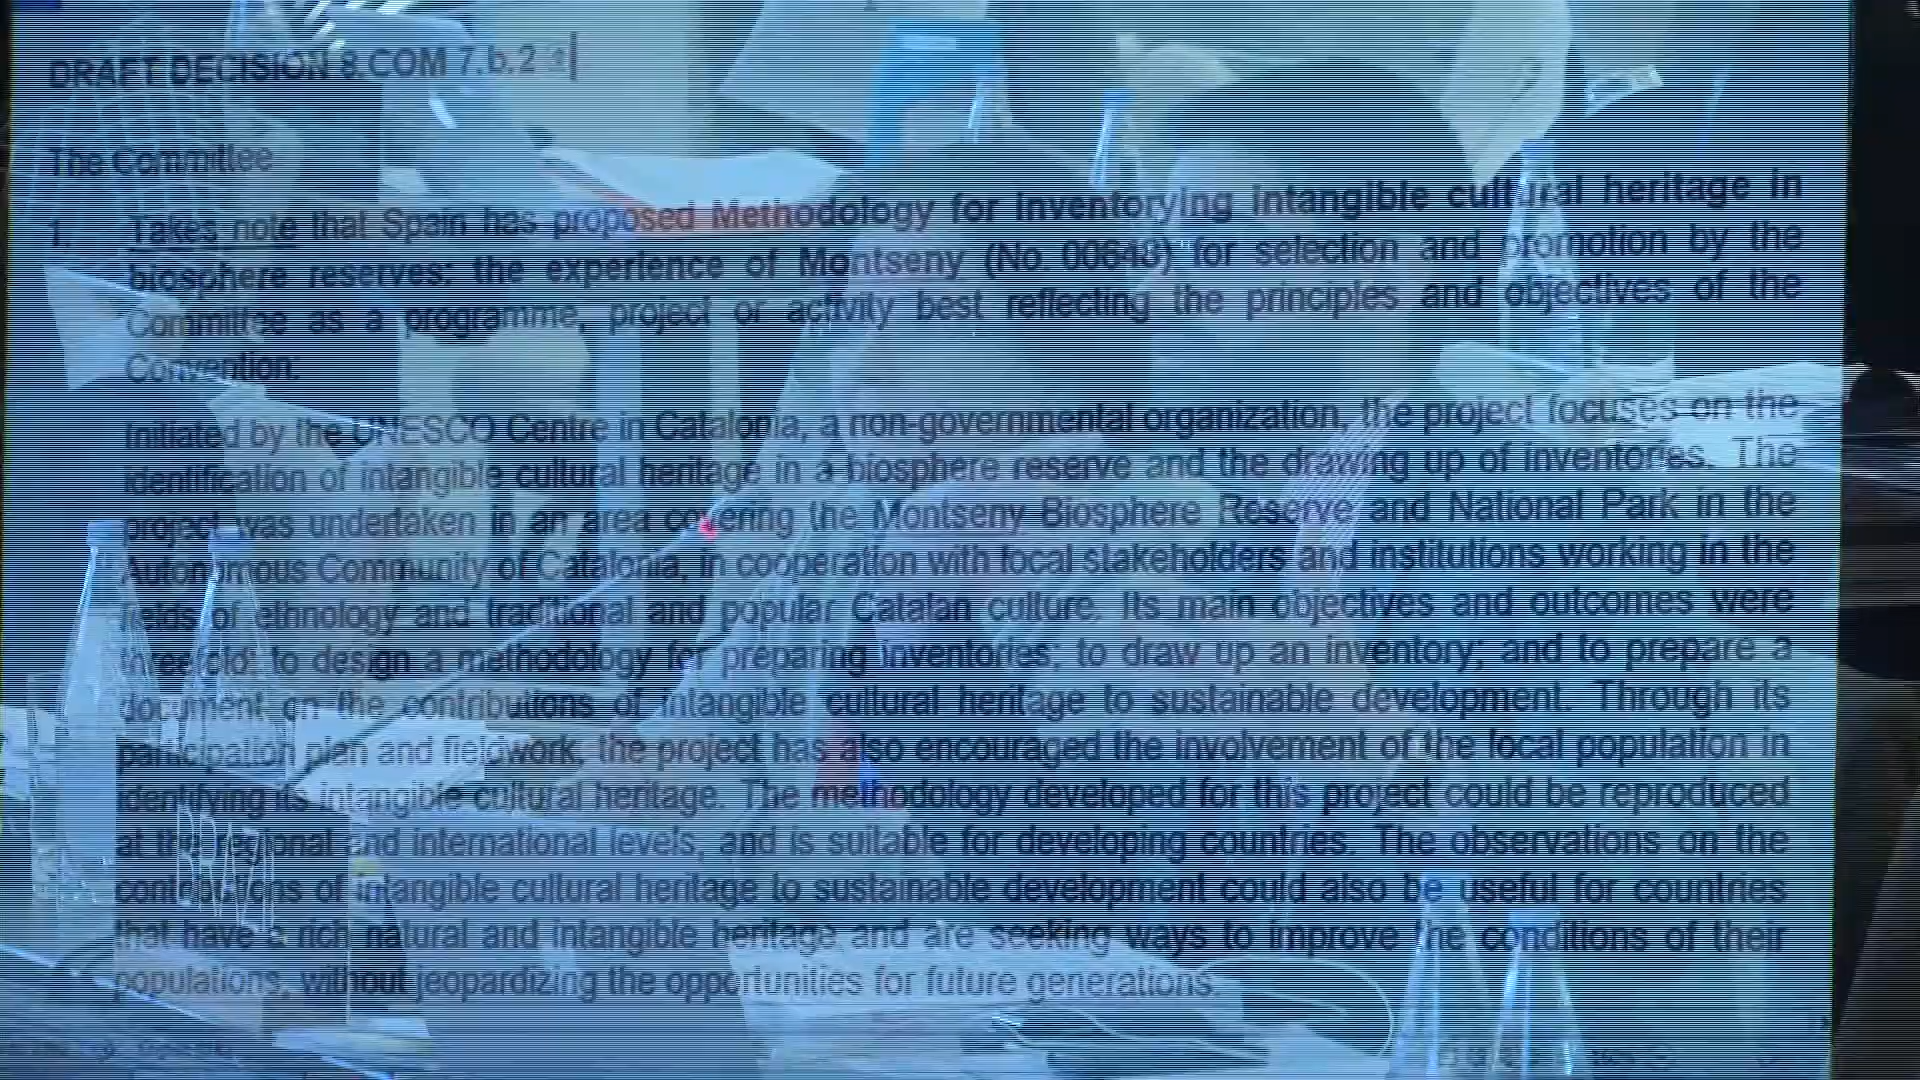 DRAFT DECISION 8.COM 7.b.2
The Committee
1. Takes note that Spain has proposed Methodology for inventorying intangible cultural heritage in
biosphere reserves: the experience of Montseny (No. 00648) for selection and promotion by the
Committee as a programme, project or activity best reflecting the principles and objectives of the
Convention:
Initiated by the UNESCO Centre in Catalonia, a non-governmental organization, the project focuses on the
identification of intangible cultural heritage in a biosphere reserve and the drawing up of inventories. The
project was undertaken in an area covering the Montseny Biosphere Reserve and National Park in the
Autonomous Community of Catalonia, in cooperation with local stakeholders and institutions working in the
fields of ethnology and traditional and popular Catalan culture. Its main objectives and outcomes were
threefold: to design a methodology for preparing inventories; to draw up an inventory; and to prepare a
document on the contributions of intangible cultural heritage to sustainable development. Through its
participation plan and fieldwork, the project has also encouraged the involvement of the local population in
identifying its intangible cultural heritage. The methodology developed for this project could be reproduced
at the regional and international levels, and is suitable for developing countries. The observations on the
contributions of intangible cultural heritage to sustainable development could also be useful for countries
that have a rich natural and intangible heritage and are seeking ways to improve the conditions of their
populations, without jeopardizing the opportunities for future generations.